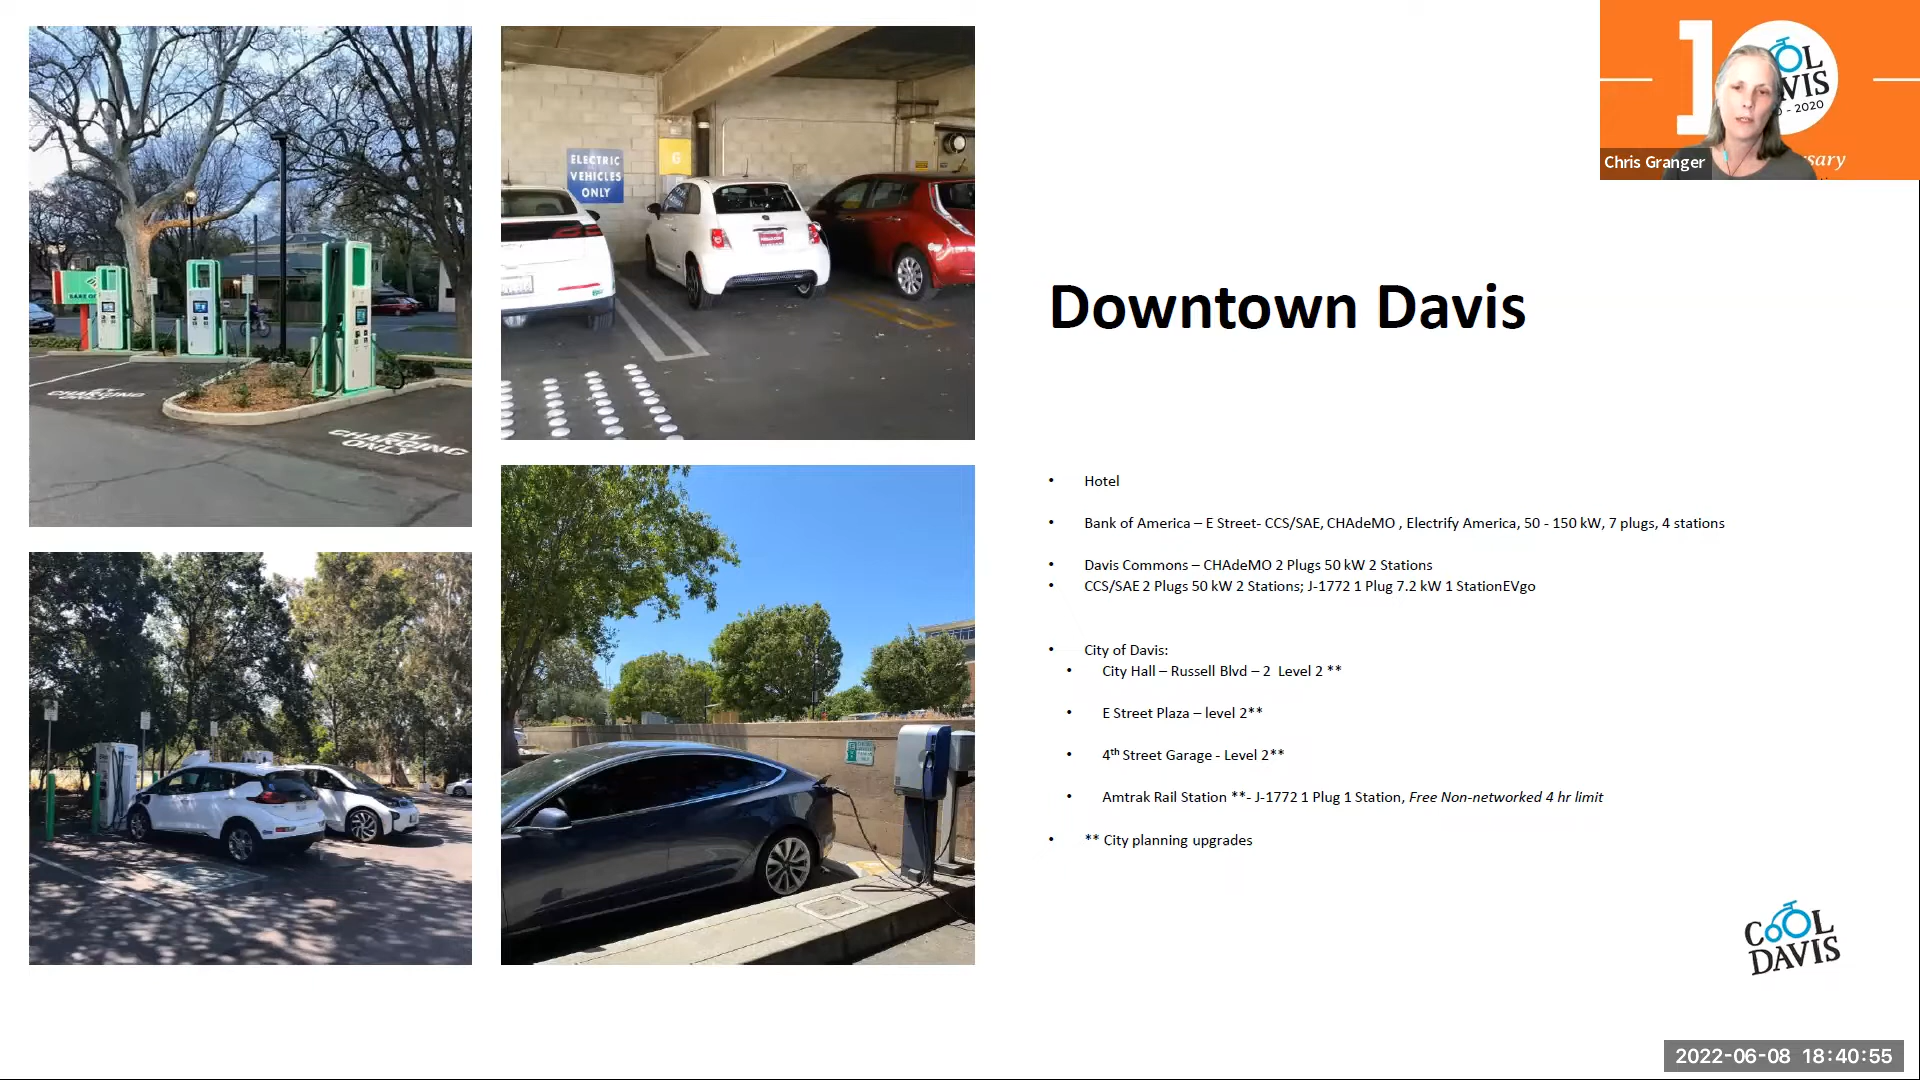 ELECTRIC
VEHICLES
ONLY
G
EV
CHARGING
ONLY
Downtown Davis
• Hotel
• Bank of America – E Street- CCS/SAE, CHAdeMO , Electrify America, 50 - 150 kW, 7 plugs, 4 stations
• Davis Commons – CHAdeMO 2 Plugs 50 kW 2 Stations
• CCS/SAE 2 Plugs 50 kW 2 Stations; J-1772 1 Plug 7.2 kW 1 StationEVgo
• City of Davis:
• City Hall – Russell Blvd – 2 Level 2 **
• E Street Plaza – level 2**
• 4th Street Garage - Level 2**
• Amtrak Rail Station **- J-1772 1 Plug 1 Station, Free Non-networked 4 hr limit
• ** City planning upgrades
Chris Granger
COOL
DAVIS
2022-06-08 18:40:55